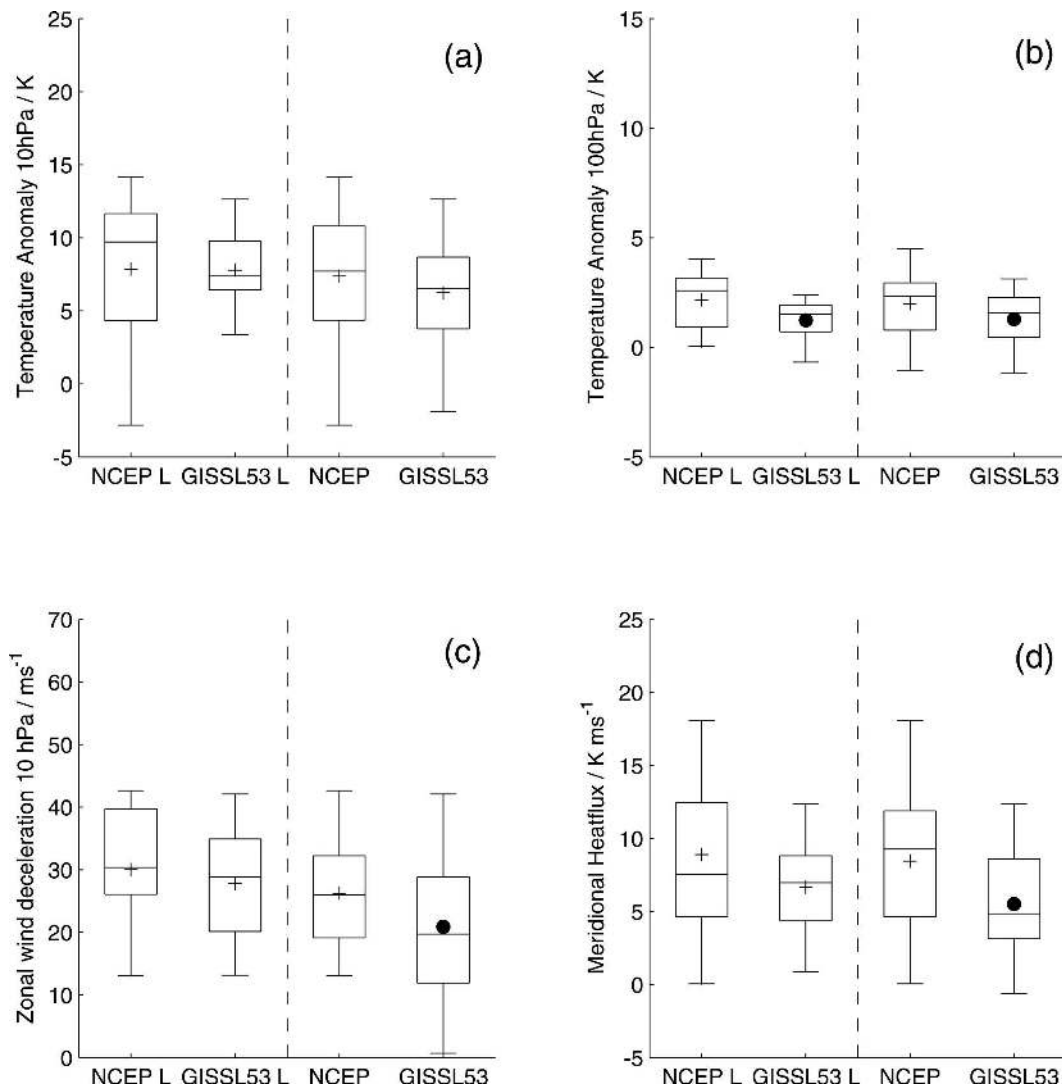 (a)
Temperature Anomaly 10hPa / K
25
20
15
10
5
0
-5
NCEP L GISSL53 L NCEP GISSL53
(b)
Temperature Anomaly 100hPa / K
15
10
5
0
-5
NCEP L GISSL53 L NCEP GISSL53
(c)
Zonal wind deceleration 10 hPa / ms-1
70
60
50
40
30
20
10
0
NCEP L GISSL53 L NCEP GISSL53
(d)
Meridional Heatflux / K ms-1
25
20
15
10
5
0
-5
NCEP L GISSL53 L NCEP GISSL53